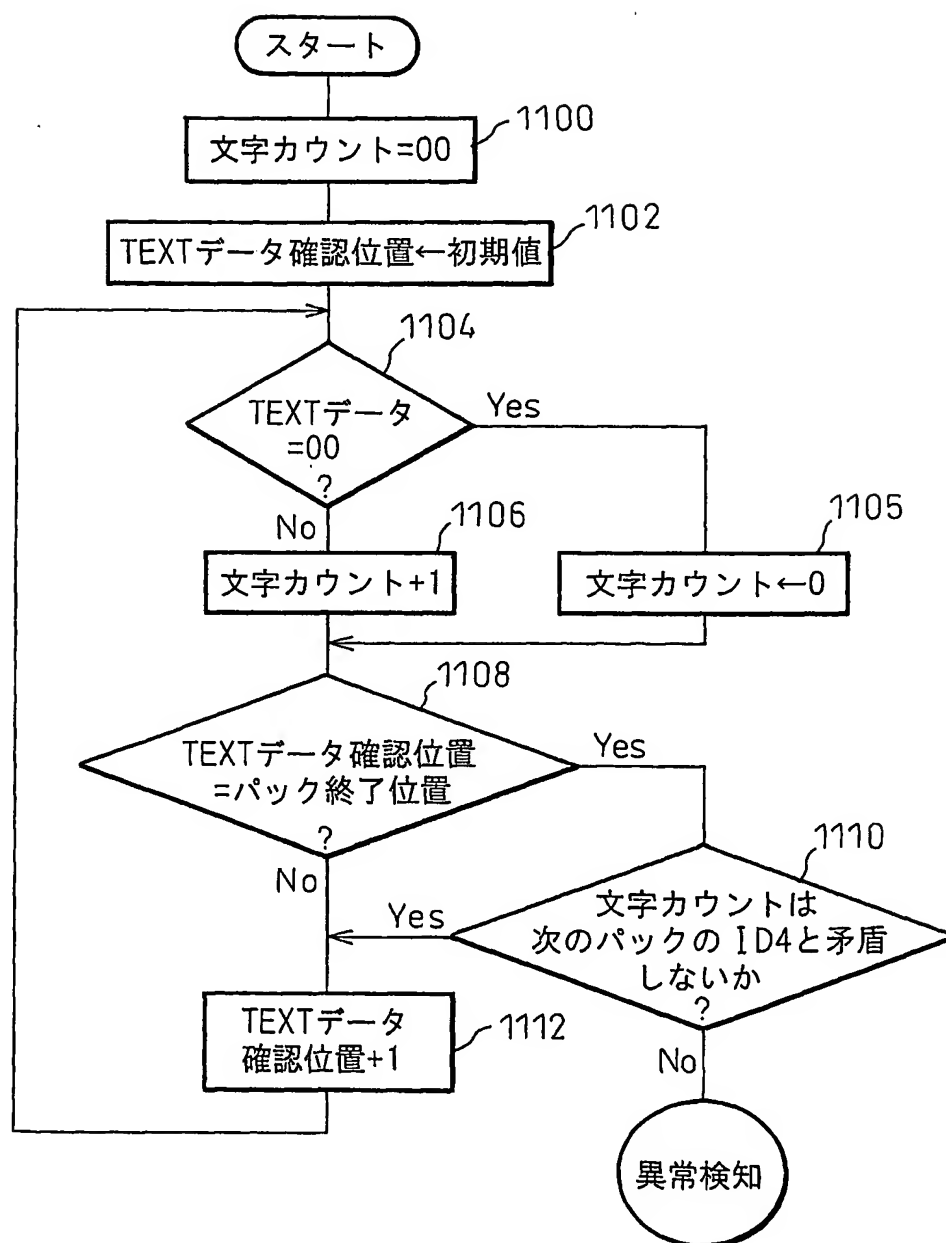 スタート
1100
文字カウント=00
1102
TEXTデータ確認位置←初期値
1104
TEXTデータ
=00
?
Yes
No
1106
文字カウント+1
1105
文字カウント←0
1108
TEXTデータ確認位置
=パック終了位置
?
Yes
No
1110
文字カウントは
次のパックの ID4と矛盾
しないか
?
Yes
No
TEXTデータ
確認位置+1
1112
異常検知